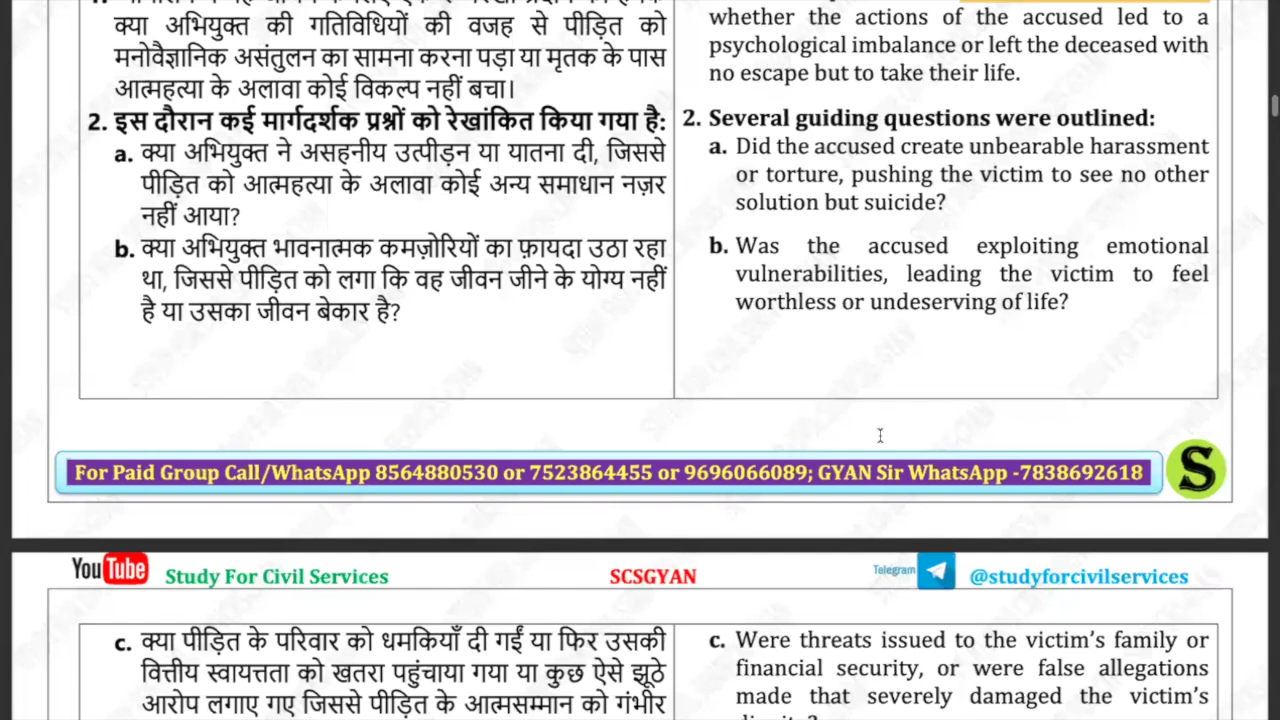 क्या अभियुक्त की गतिविधियों की वजह से पीड़ित को
मनोवैज्ञानिक असंतुलन का सामना करना पड़ा या मृतक के पास
आत्महत्या के अलावा कोई विकल्प नहीं बचा।
2. इस दौरान कई मार्गदर्शक प्रश्नों को रेखांकित किया गया है:
a. क्या अभियुक्त ने असहनीय उत्पीड़न या यातना दी, जिससे
पीड़ित को आत्महत्या के अलावा कोई अन्य समाधान नज़र
नहीं आया?
b. क्या अभियुक्त भावनात्मक कमज़ोरियों का फ़ायदा उठा रहा
था, जिससे पीड़ित को लगा कि वह जीवन जीने के योग्य नहीं
है या उसका जीवन बेकार है?
whether the actions of the accused led to a
psychological imbalance or left the deceased with
no escape but to take their life.
2. Several guiding questions were outlined:
a. Did the accused create unbearable harassment
or torture, pushing the victim to see no other
solution but suicide?
b. Was the accused exploiting emotional
vulnerabilities, leading the victim to feel
worthless or undeserving of life?
For Paid Group Call/WhatsApp 8564880530 or 7523864455 or 9696066089; GYAN Sir WhatsApp -7838692618
S
YouTube Study For Civil Services SCSGYAN Telegram @studyforcivilservices
c. क्या पीड़ित के परिवार को धमकियाँ दी गईं या फिर उसकी
वित्तीय स्वायत्तता को खतरा पहुंचाया गया या कुछ ऐसे झूठे
आरोप लगाए गए जिससे पीड़ित के आत्मसम्मान को गंभीर
c. Were threats issued to the victim's family or
financial security, or were false allegations
made that severely damaged the victim's